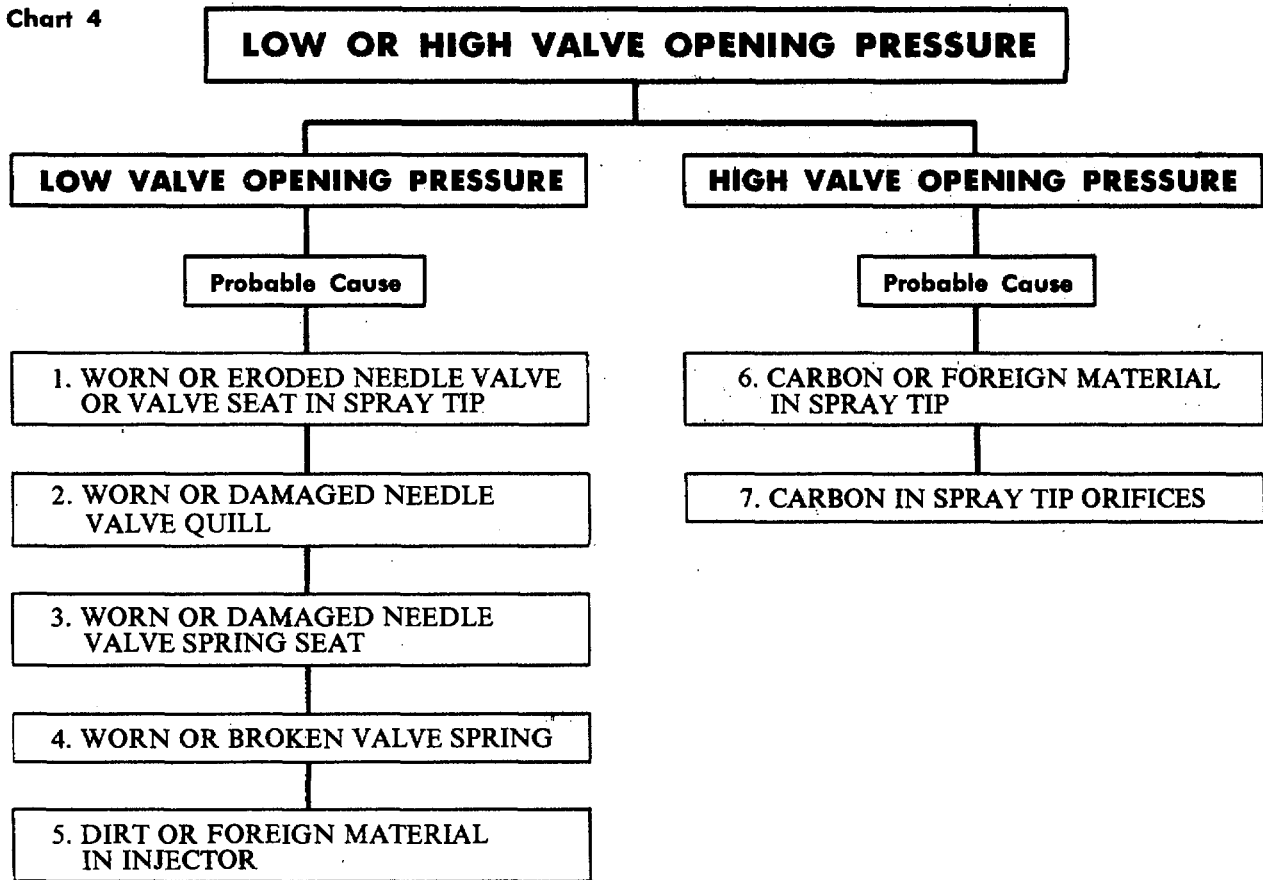 Chart 4
LOW OR HIGH VALVE OPENING PRESSURE
LOW VALVE OPENING PRESSURE
Probable Cause
1. WORN OR ERODED NEEDLE VALVE
OR VALVE SEAT IN SPRAY TIP
2. WORN OR DAMAGED NEEDLE
VALVE QUILL
3. WORN OR DAMAGED NEEDLE
VALVE SPRING SEAT
4. WORN OR BROKEN VALVE SPRING
5. DIRT OR FOREIGN MATERIAL
IN INJECTOR
HIGH VALVE OPENING PRESSURE
Probable Cause
6. CARBON OR FOREIGN MATERIAL
IN SPRAY TIP
7. CARBON IN SPRAY TIP ORIFICES